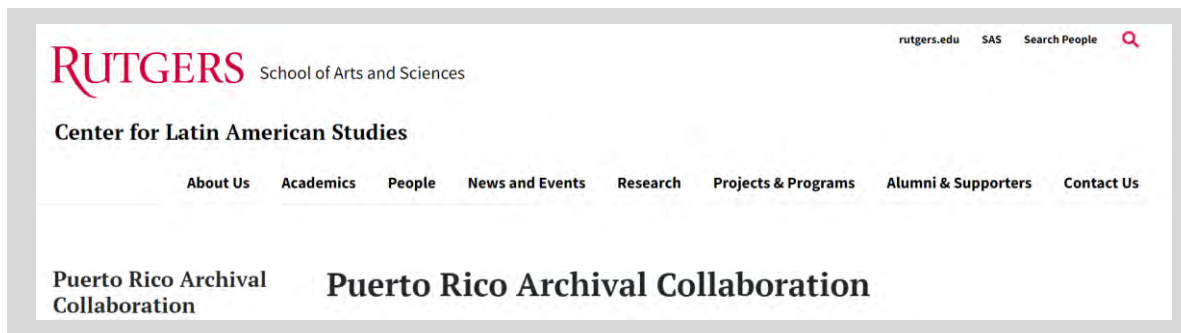 rutgers.edu SAS Search People
RUTGERS School of Arts and Sciences
Center for Latin American Studies
About Us Academics People News and Events Research Projects & Programs Alumni & Supporters Contact Us
Puerto Rico Archival
Collaboration
Puerto Rico Archival Collaboration